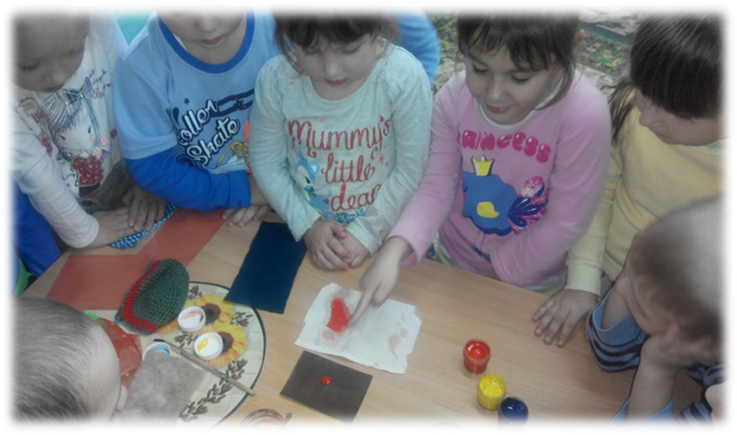 Roller
Skate
Mummy's
little
dear
PRINCESS